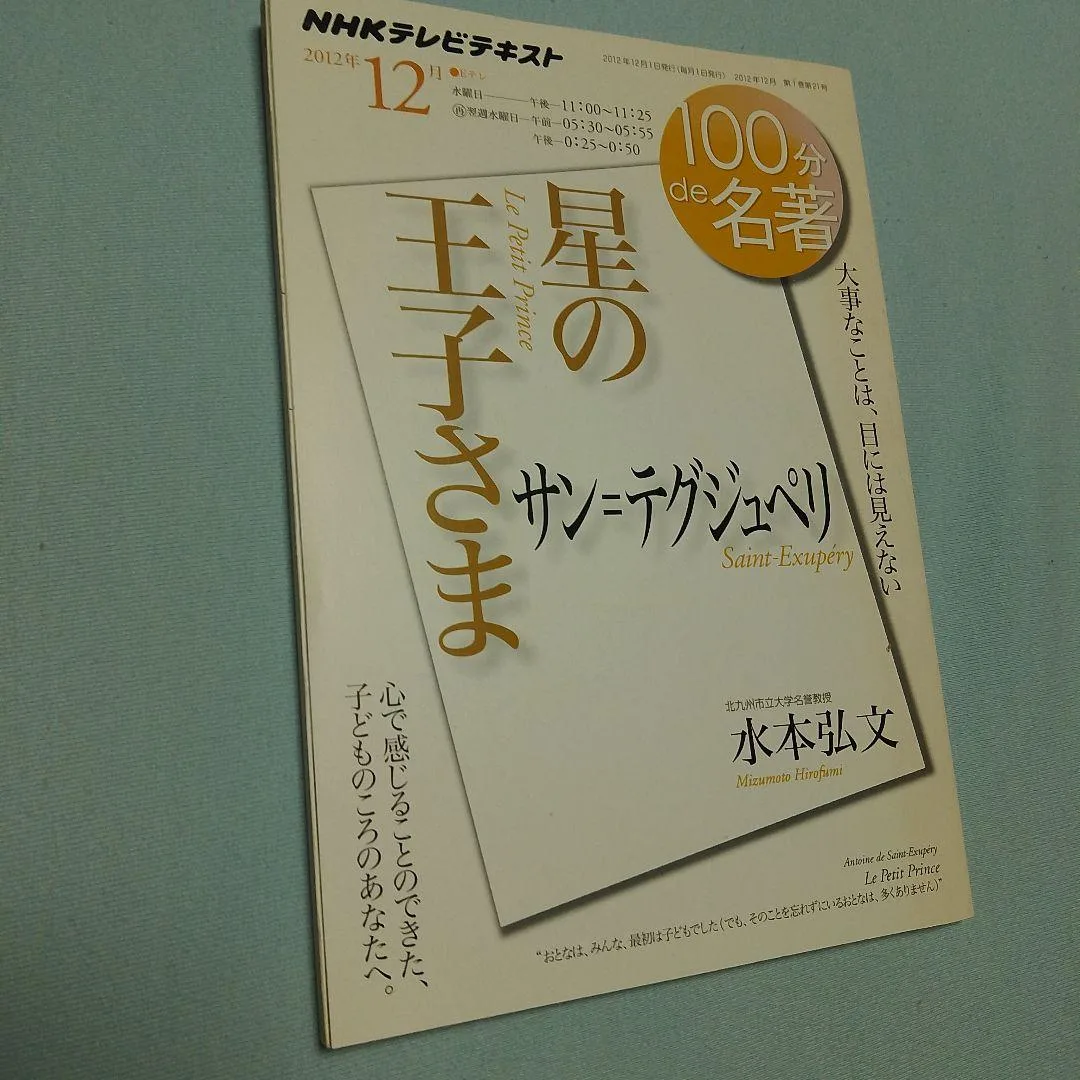 NHKテレビテキスト
2012年12月1日発行(毎月1日発行) 2012年12月 第1巻第21号
2012年12月 ●Eテレ
水曜日———午後—11:00〜11:25
再翌週水曜日—午前—05:30〜05:55
午後—0:25〜0:50
100分
de名著
星の
王子さま
Le Petit Prince
大事なことは、目には見えない
サン=テグジュペリ
Saint-Exupéry
北九州市立大学名誉教授
水本弘文
Mizumoto Hirofumi
心で感じることのできた、
子どものころのあなたへ。
Antoine de Saint-Exupéry
Le Petit Prince
“おとなは、みんな、最初は子どもでした(でも、そのことを忘れずにいるおとなは、多くありません)”